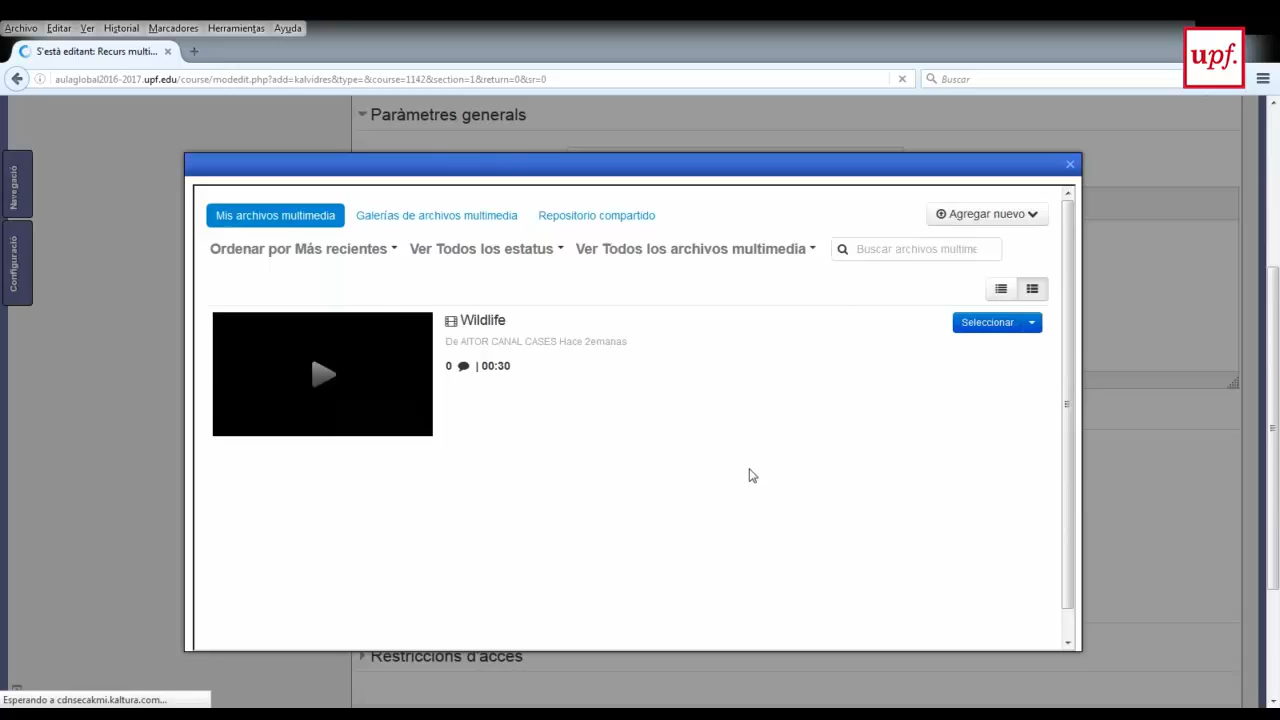 Archivo Editar Ver Historial Marcadores Herramientas Ayuda
S'està editant: Recurs multi...
upf.
aulaglobal2016-2017.upf.edu/course/modedit.php?add=kalvidres&type=&course=1142&section=1&return=0&sr=0
Buscar
Paràmetres generals
Navegació
Configuració
Mis archivos multimedia Galerías de archivos multimedia Repositorio compartido Agregar nuevo
Ordenar por Más recientes Ver Todos los estatus Ver Todos los archivos multimedia Buscar archivos multime
Wildlife
Seleccionar
De AITOR CANAL CASES Hace 2emanas
0 | 00:30
Restriccions d'accés
Esperando a cdnsecakmi.kaltura.com...